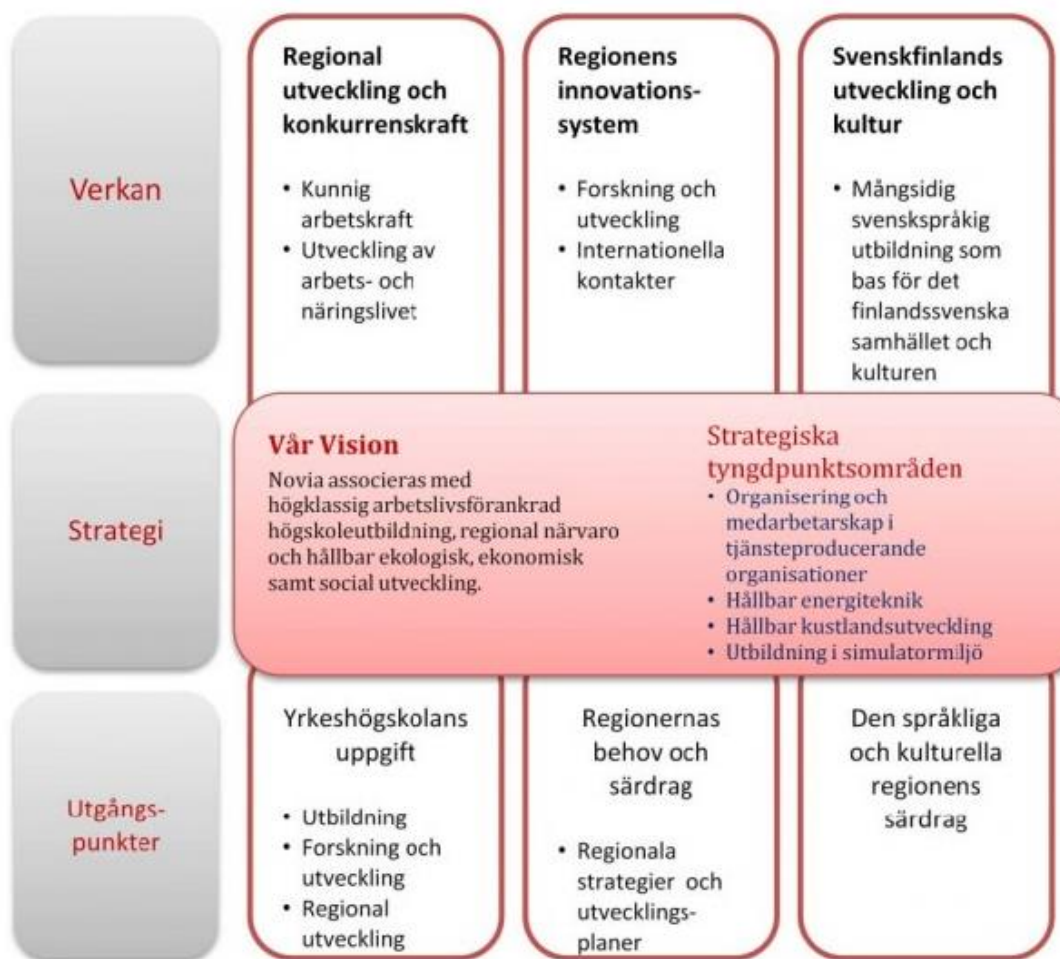 Verkan
Regional
utveckling och
konkurrenskraft
• Kunnig
arbetskraft
• Utveckling av
arbets- och
näringslivet
Regionens
innovations-
system
• Forskning och
utveckling
• Internationella
kontakter
Svenskfinlands
utveckling och
kultur
• Mångsidig
svenskspråkig
utbildning som
bas för det
finlandssvenska
samhället och
kulturen
Strategi
Vår Vision
Novia associeras med
högklassig arbetslivsförankrad
högskoleutbildning, regional närvaro
och hållbar ekologisk, ekonomisk
samt social utveckling.
Strategiska
tyngdpunktsområden
• Organisering och
medarbetarskap i
tjänsteproducerande
organisationer
• Hållbar energiteknik
• Hållbar kustlandsutveckling
• Utbildning i simulatormiljö
Utgångs-
punkter
Yrkeshögskolans
uppgift
• Utbildning
• Forskning och
utveckling
• Regional
utveckling
Regionernas
behov och
särdrag
• Regionala
strategier och
utvecklings-
planer
Den språkliga
och kulturella
regionens
särdrag